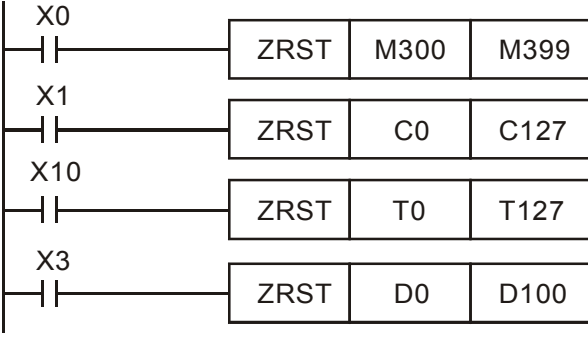 X0
ZRST M300 M399
X1
ZRST C0 C127
X10
ZRST T0 T127
X3
ZRST D0 D100